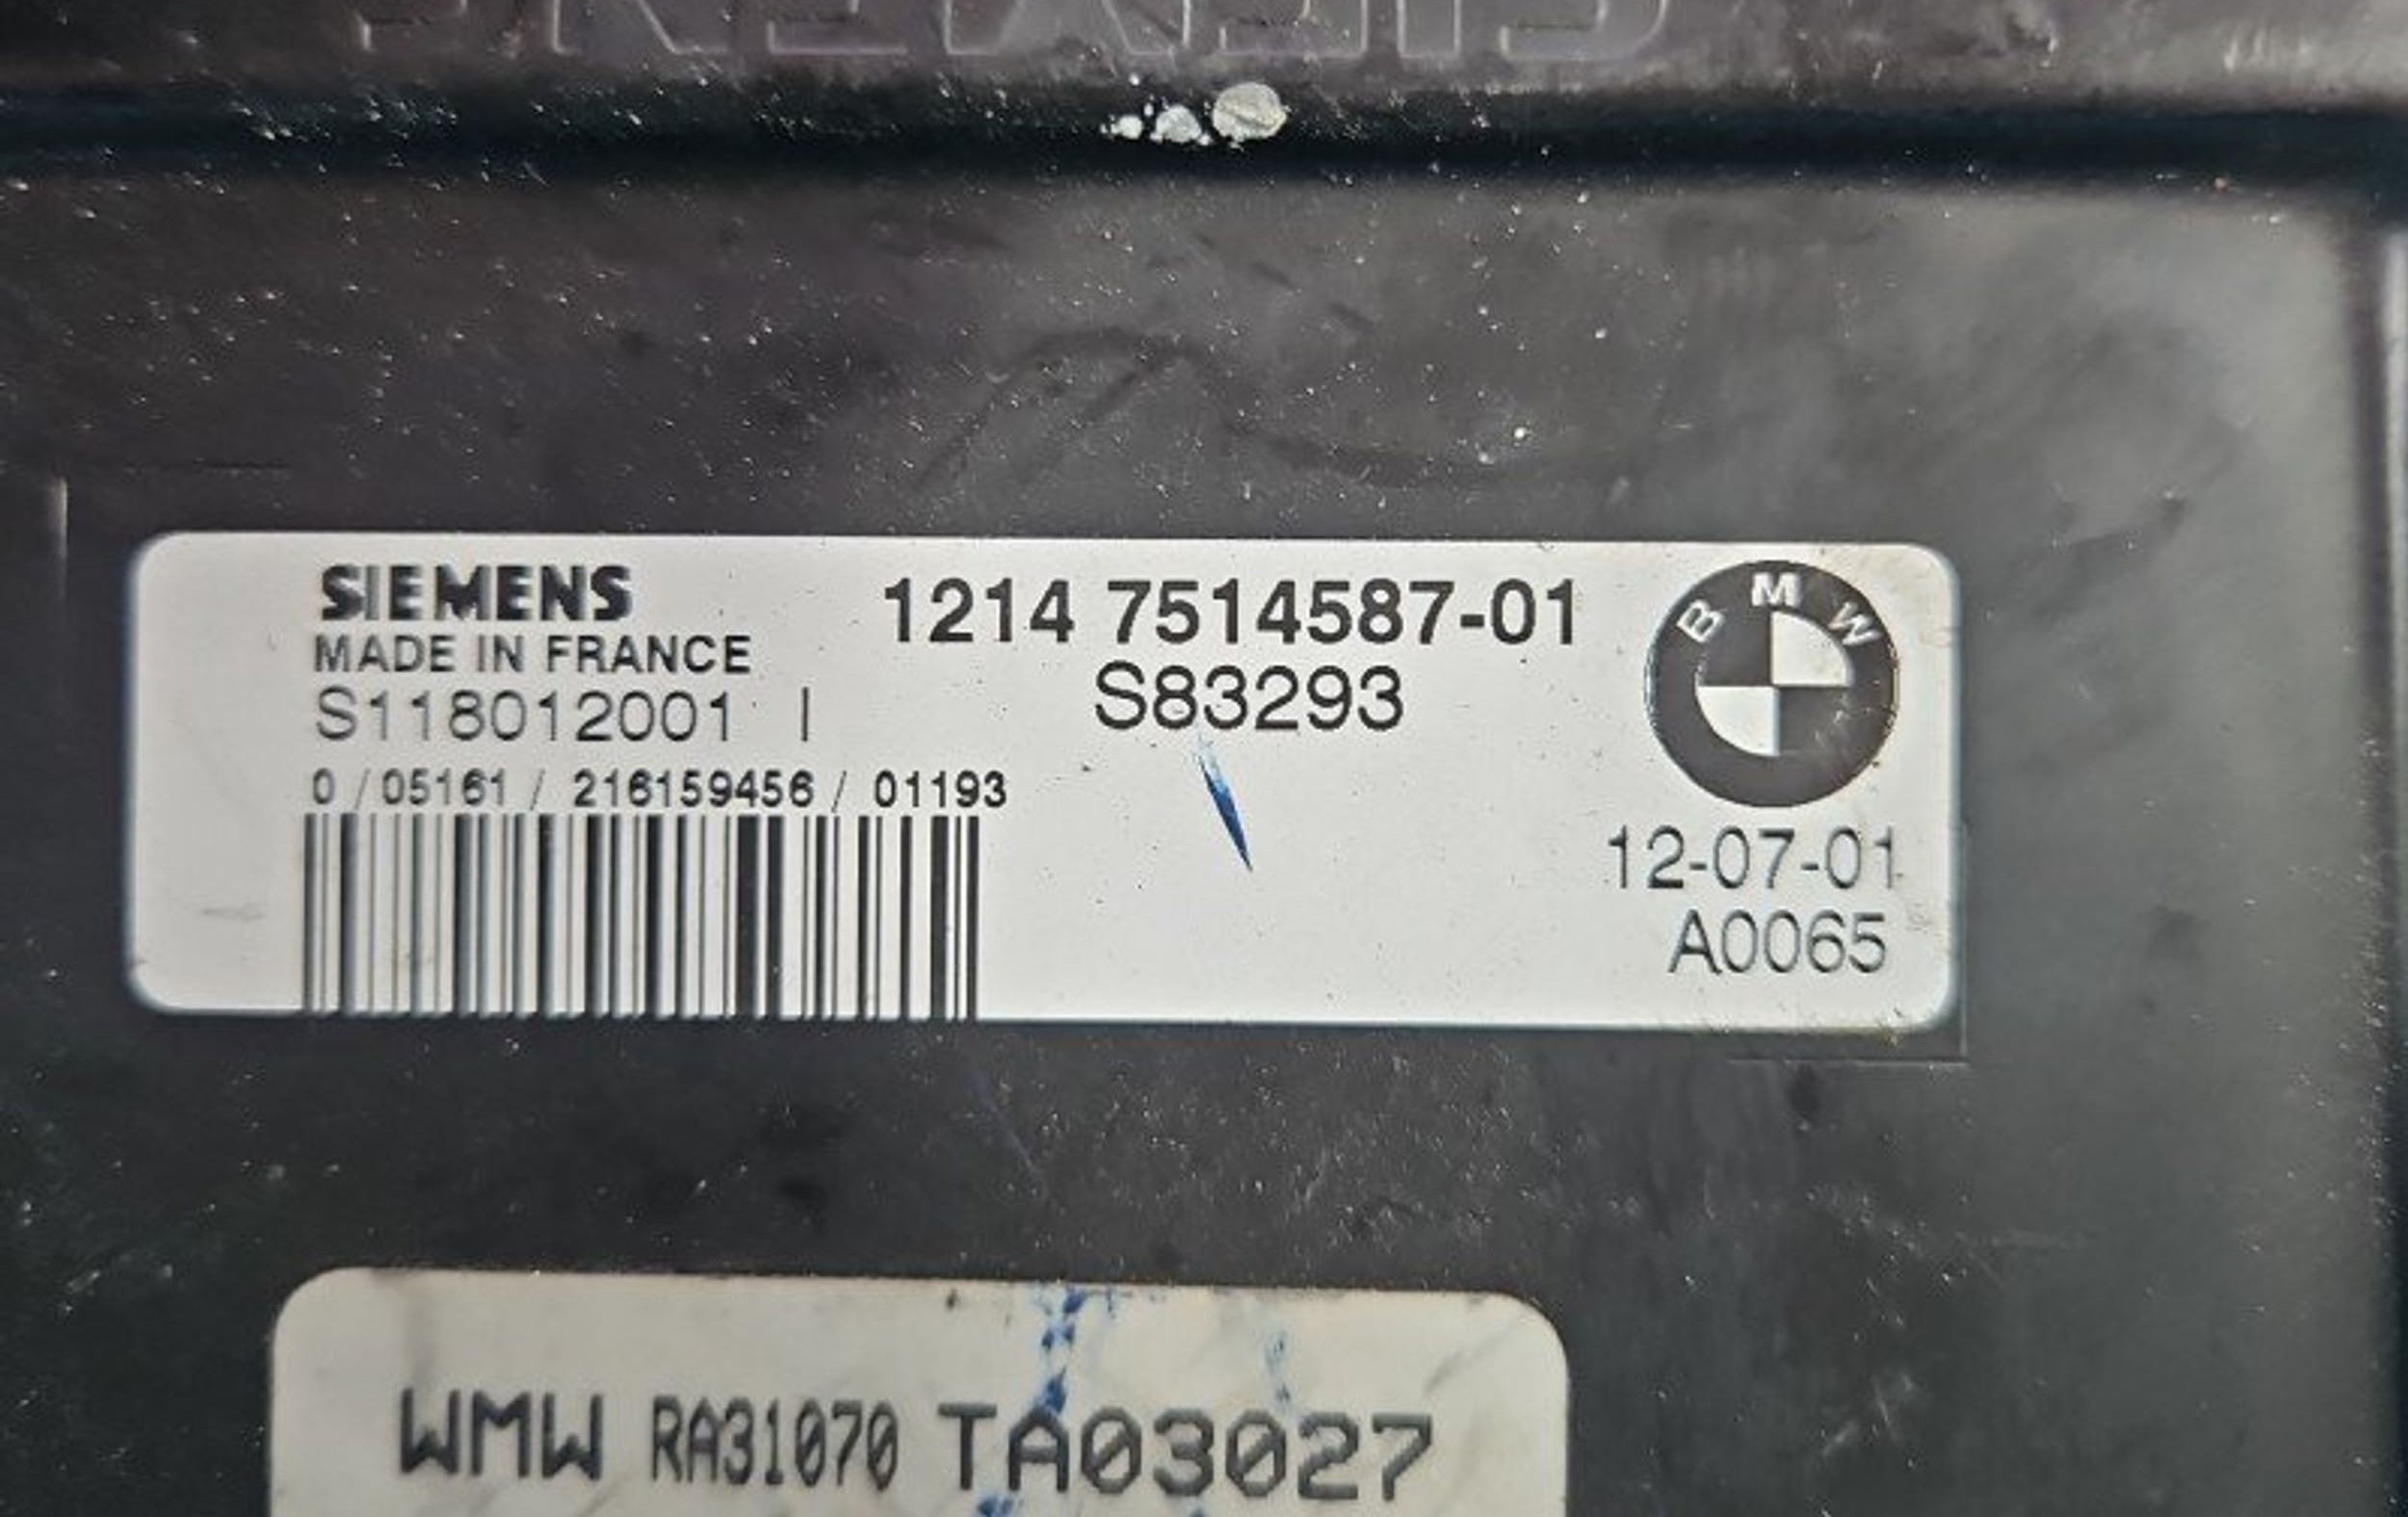 SIEMENS
SIEMENS
MADE IN FRANCE
S118012001 I
0 / 05161 / 216159456 / 01193
1214 7514587-01
S83293
BMW
12-07-01
A0065
WMW RA31070 TA03027